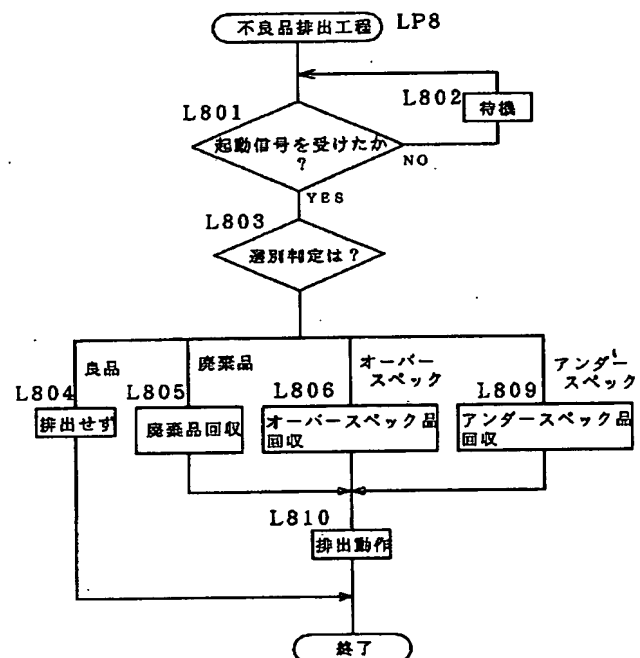 不良品排出工程 LP8
L802
待機
L801
起動信号を受けたか
?
NO
YES
L803
選別判定は?
良品
廃棄品
オーバー
スペック
アンダー
スペック
L804
L805
L806
L809
排出せず
廃棄品回収
オーバースペック品
回収
アンダースペック品
回収
L810
排出動作
終了